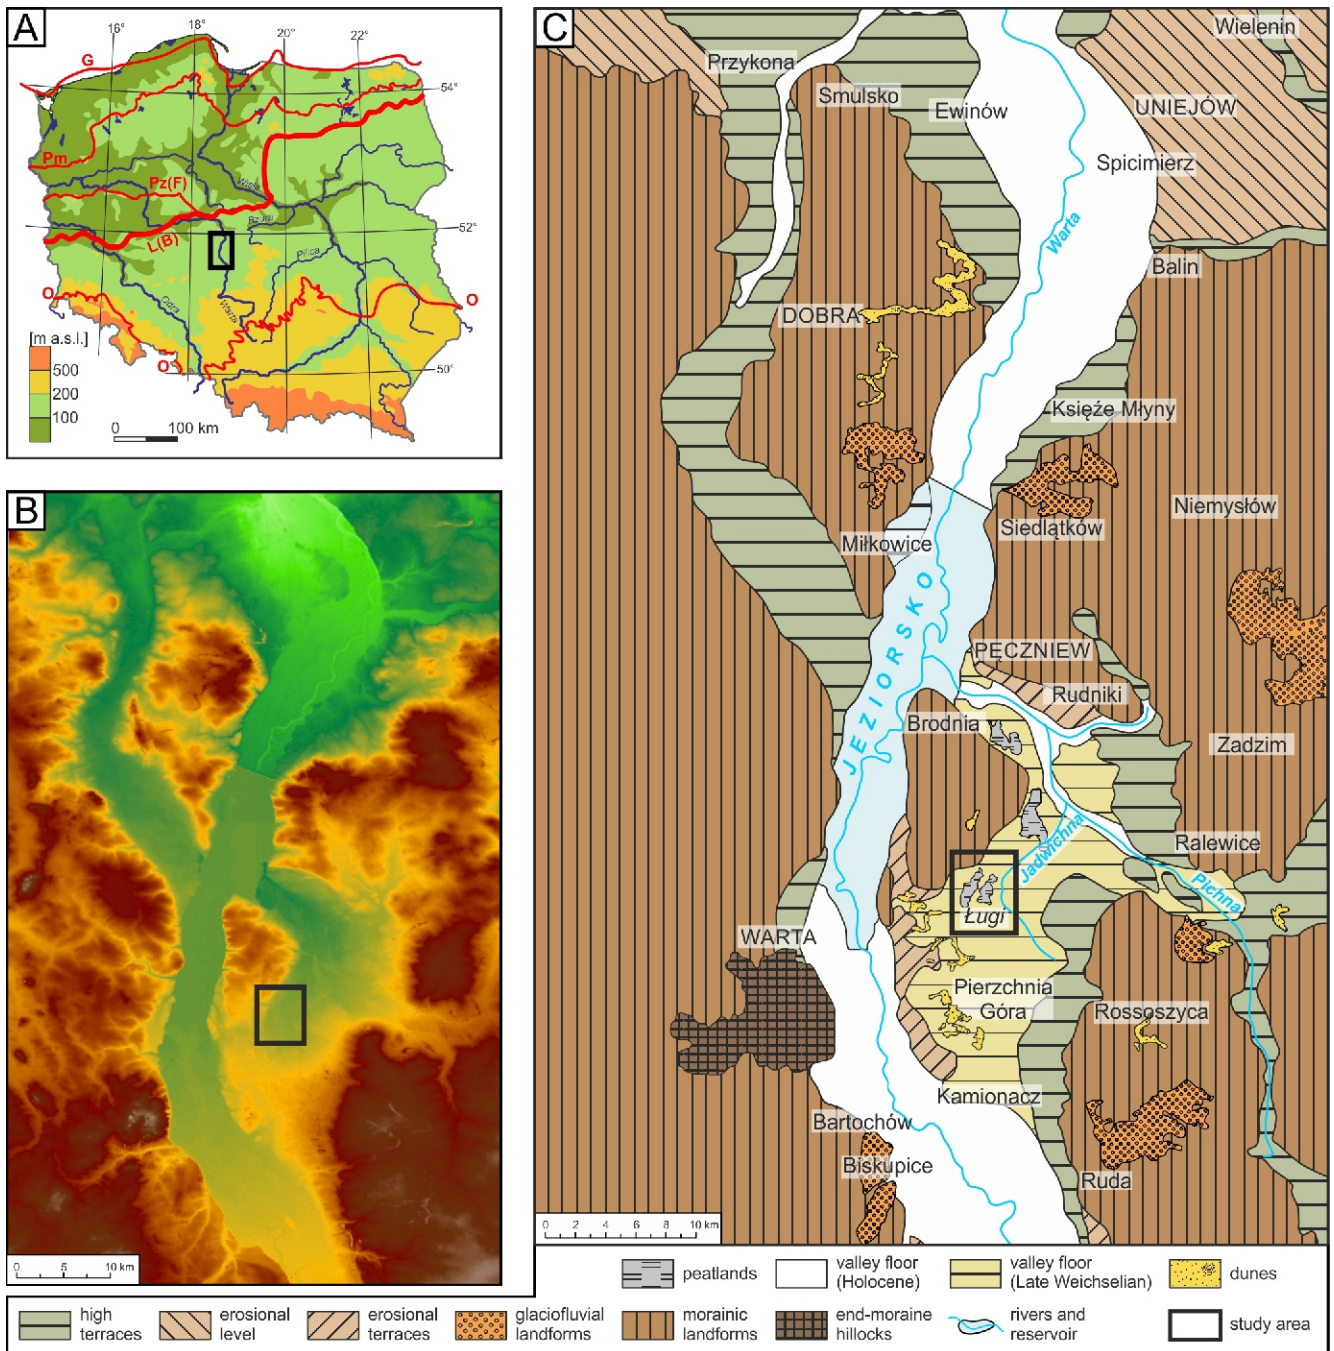 A
16°
18°
20°
22°
G
54°
Pm
Pz(F)
Wisła
Bzura
52°
L(B)
Pilica
O
Odra
Warta
O
[m a.s.l.]
500
200
100
O
50°
0 100 km
B
0 5 10 km
C
Wielenin
Przykona
Smulsko
Ewinów
UNIEJÓW
Spicimierz
Warta
Balin
DOBRA
Księże Młyny
Niemysłów
Siedlątków
Miłkowice
JEZIORSKO
PĘCZNIEW
Rudniki
Brodnia
Zadzim
Jadwichna
Ralewice
Pichna
Ługi
WARTA
Pierzchnia
Góra
Rossoszyca
Kamionacz
Bartochów
Biskupice
Ruda
0 2 4 6 8 10 km
peatlands
valley floor
(Holocene)
valley floor
(Late Weichselian)
dunes
high
terraces
erosional
level
erosional
terraces
glaciofluvial
landforms
morainic
landforms
end-moraine
hillocks
rivers and
reservoir
study area